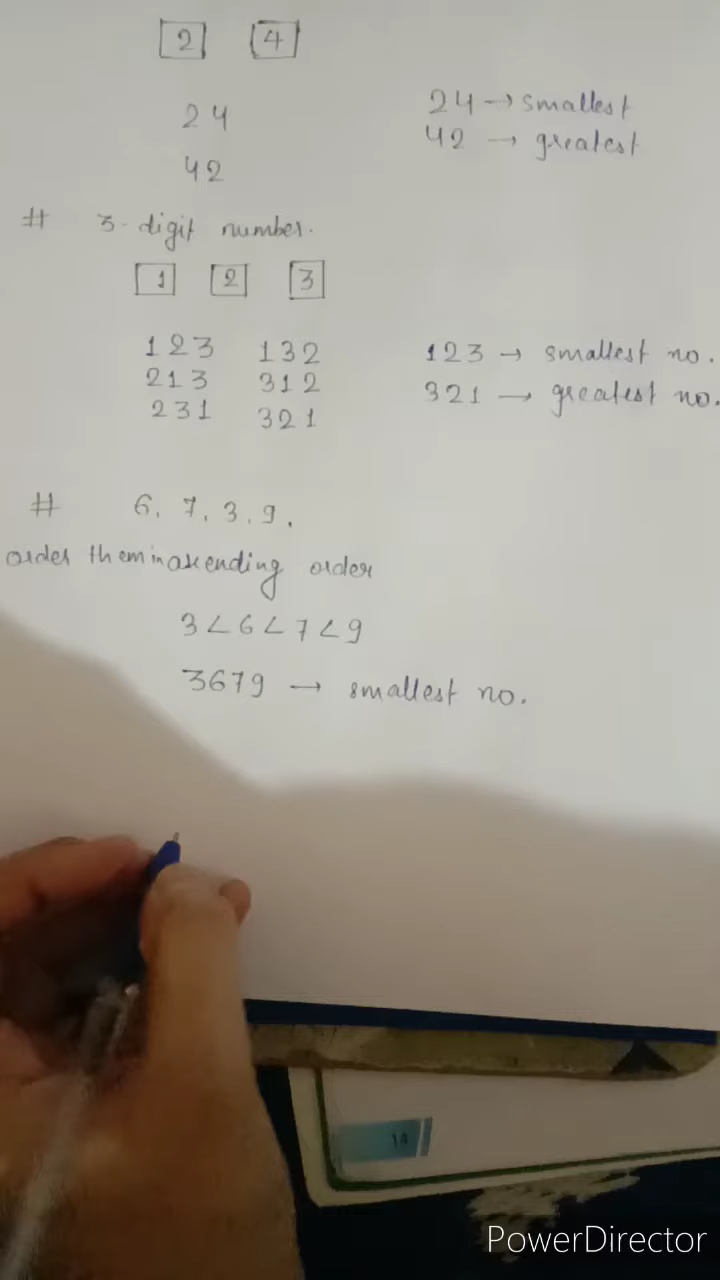 2 4
24
42
24 → smallest
42 → greatest
# 3-digit number.
1 2 3
123 132
213 312
231 321
123 → smallest no.
321 → greatest no.
# 6, 7, 3, 9,
order them in ascending order
3 < 6 < 7 < 9
3679 → smallest no.
14
PowerDirector